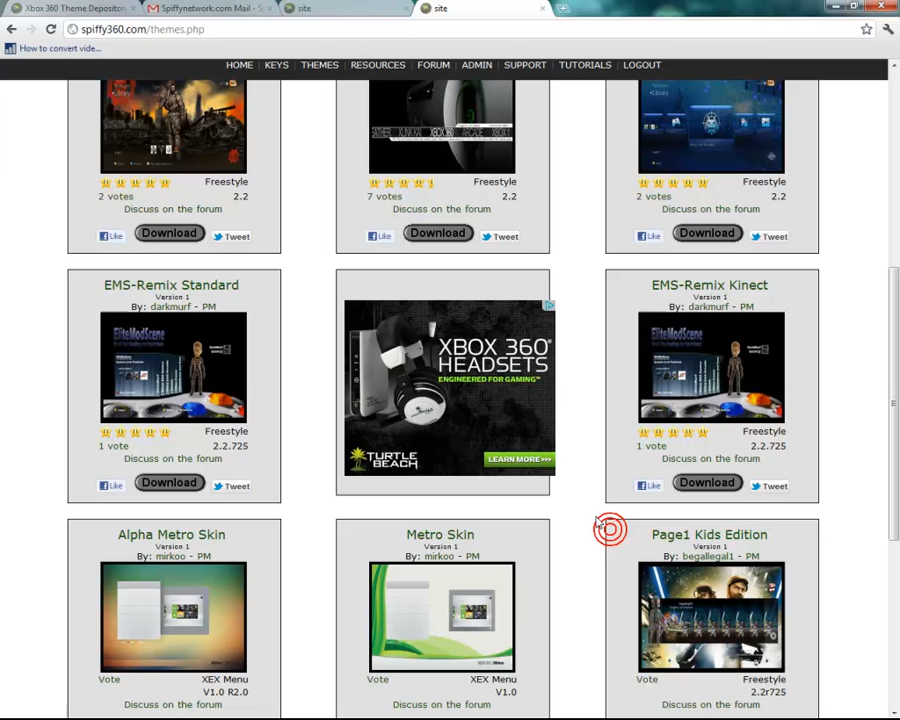 Xbox 360 Theme Depository
Spiffynetwork.com Mail - S
site
site
spiffy360.com/themes.php
How to convert vide...
HOME | KEYS | THEMES | RESOURCES | FORUM | ADMIN | SUPPORT | TUTORIALS | LOGOUT
Freestyle
2 votes 2.2
Discuss on the forum
Like Download Tweet
XBOX 360 ARCADE
Freestyle
7 votes 2.2
Discuss on the forum
Like Download Tweet
Freestyle
2 votes 2.2
Discuss on the forum
Like Download Tweet
EMS-Remix Standard
Version 1
By: darkmurf - PM
EliteModScene
Freestyle
1 vote 2.2.725
Discuss on the forum
Like Download Tweet
XBOX 360®
HEADSETS
ENGINEERED FOR GAMING™
TURTLE
BEACH
LEARN MORE >>>
EMS-Remix Kinect
Version 1
By: darkmurf - PM
EliteModScene
Freestyle
1 vote 2.2.725
Discuss on the forum
Like Download Tweet
Alpha Metro Skin
Version 1
By: mirkoo - PM
Vote XEX Menu
V1.0 R2.0
Discuss on the forum
Metro Skin
Version 1
By: mirkoo - PM
Vote XEX Menu
V1.0
Discuss on the forum
Page1 Kids Edition
Version 1
By: begallegal1 - PM
Vote Freestyle
2.2r725
Discuss on the forum